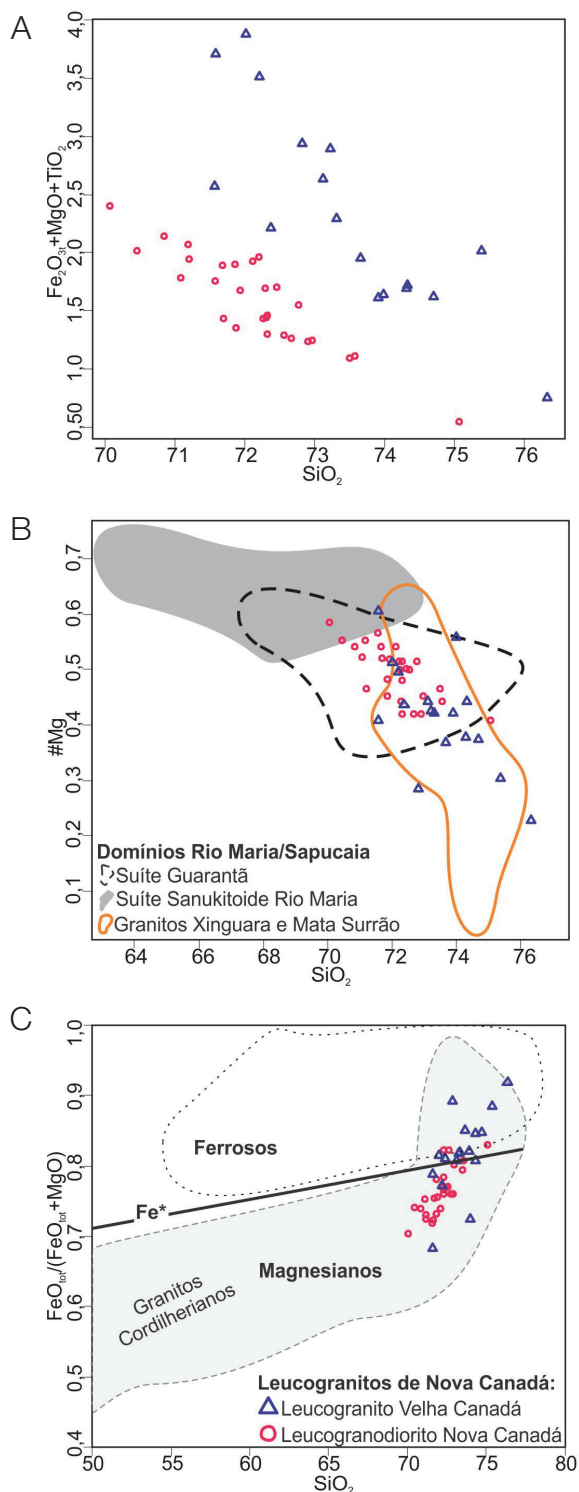 A
4,0
3,5
3,0
2,5
2,0
1,5
1,0
0,50
Fe₂O₃ₜ+MgO+TiO₂
70 71 72 73 74 75 76
SiO₂
B
0,7
0,6
0,5
0,4
0,3
0,2
0,1
#Mg
Domínios Rio Maria/Sapucaia
Suíte Guarantã
Suíte Sanukitoide Rio Maria
Granitos Xinguara e Mata Surrão
64 66 68 70 72 74 76
SiO₂
C
1,0
0,9
0,8
0,7
0,6
0,5
0,4
FeOₜₒₜ/(FeOₜₒₜ+MgO)
Ferrosos
Fe*
Magnesianos
Granitos
Cordilherianos
Leucogranitos de Nova Canadá:
Leucogranito Velha Canadá
Leucogranodiorito Nova Canadá
50 55 60 65 70 75 80
SiO₂